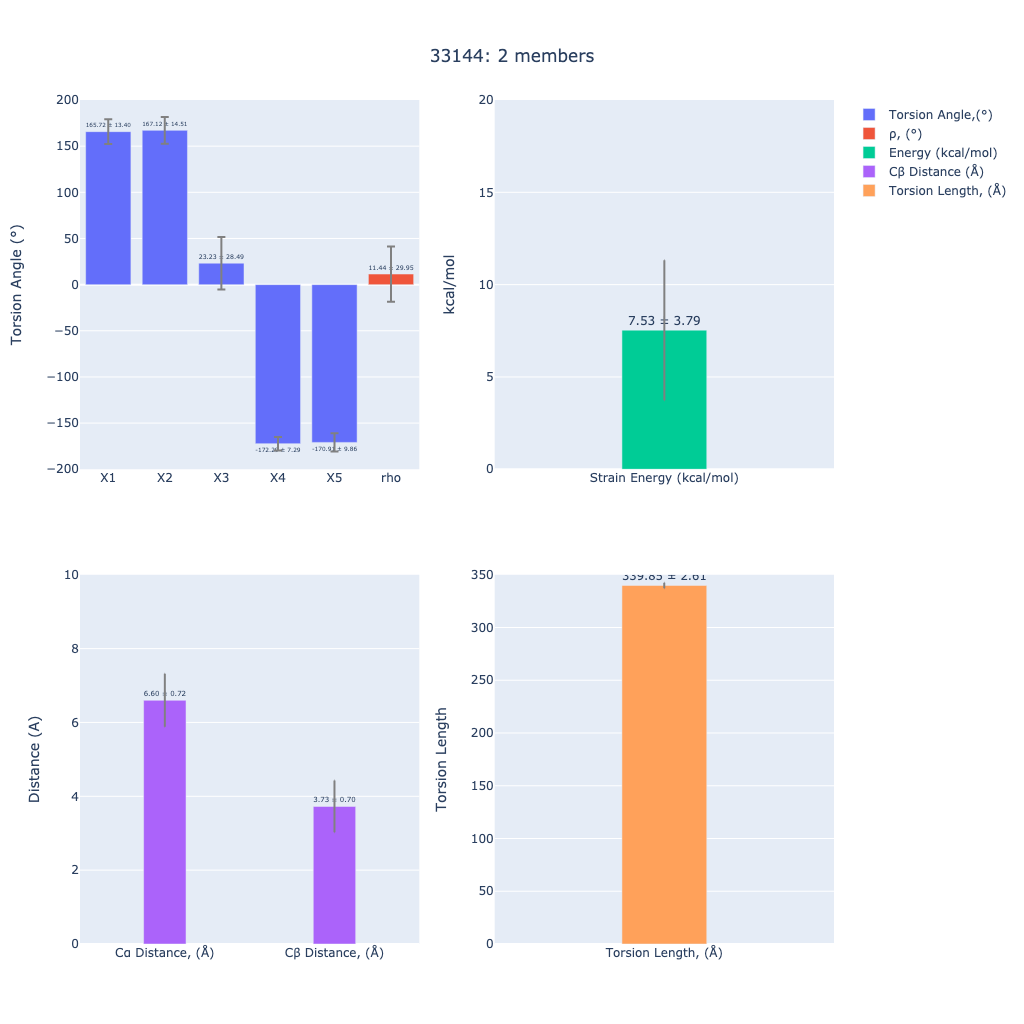 33144: 2 members
Torsion Angle (°)
200
150
100
50
0
−50
−100
−150
−200
165.72 ± 13.40
167.12 ± 14.51
23.23 ± 28.49
± 7.29
± 9.86
11.44 ± 29.95
X1
X2
X3
X4
X5
rho
kcal/mol
20
15
10
5
0
7.53 ± 3.79
Strain Energy (kcal/mol)
Torsion Angle,(°)
ρ, (°)
Energy (kcal/mol)
Cβ Distance (Å)
Torsion Length, (Å)
Distance (A)
10
8
6
4
2
0
6.60 ± 0.72
3.73 ± 0.70
Cα Distance, (Å)
Cβ Distance, (Å)
Torsion Length
350
300
250
200
150
100
50
0
339.85 ± 2.61
Torsion Length, (Å)